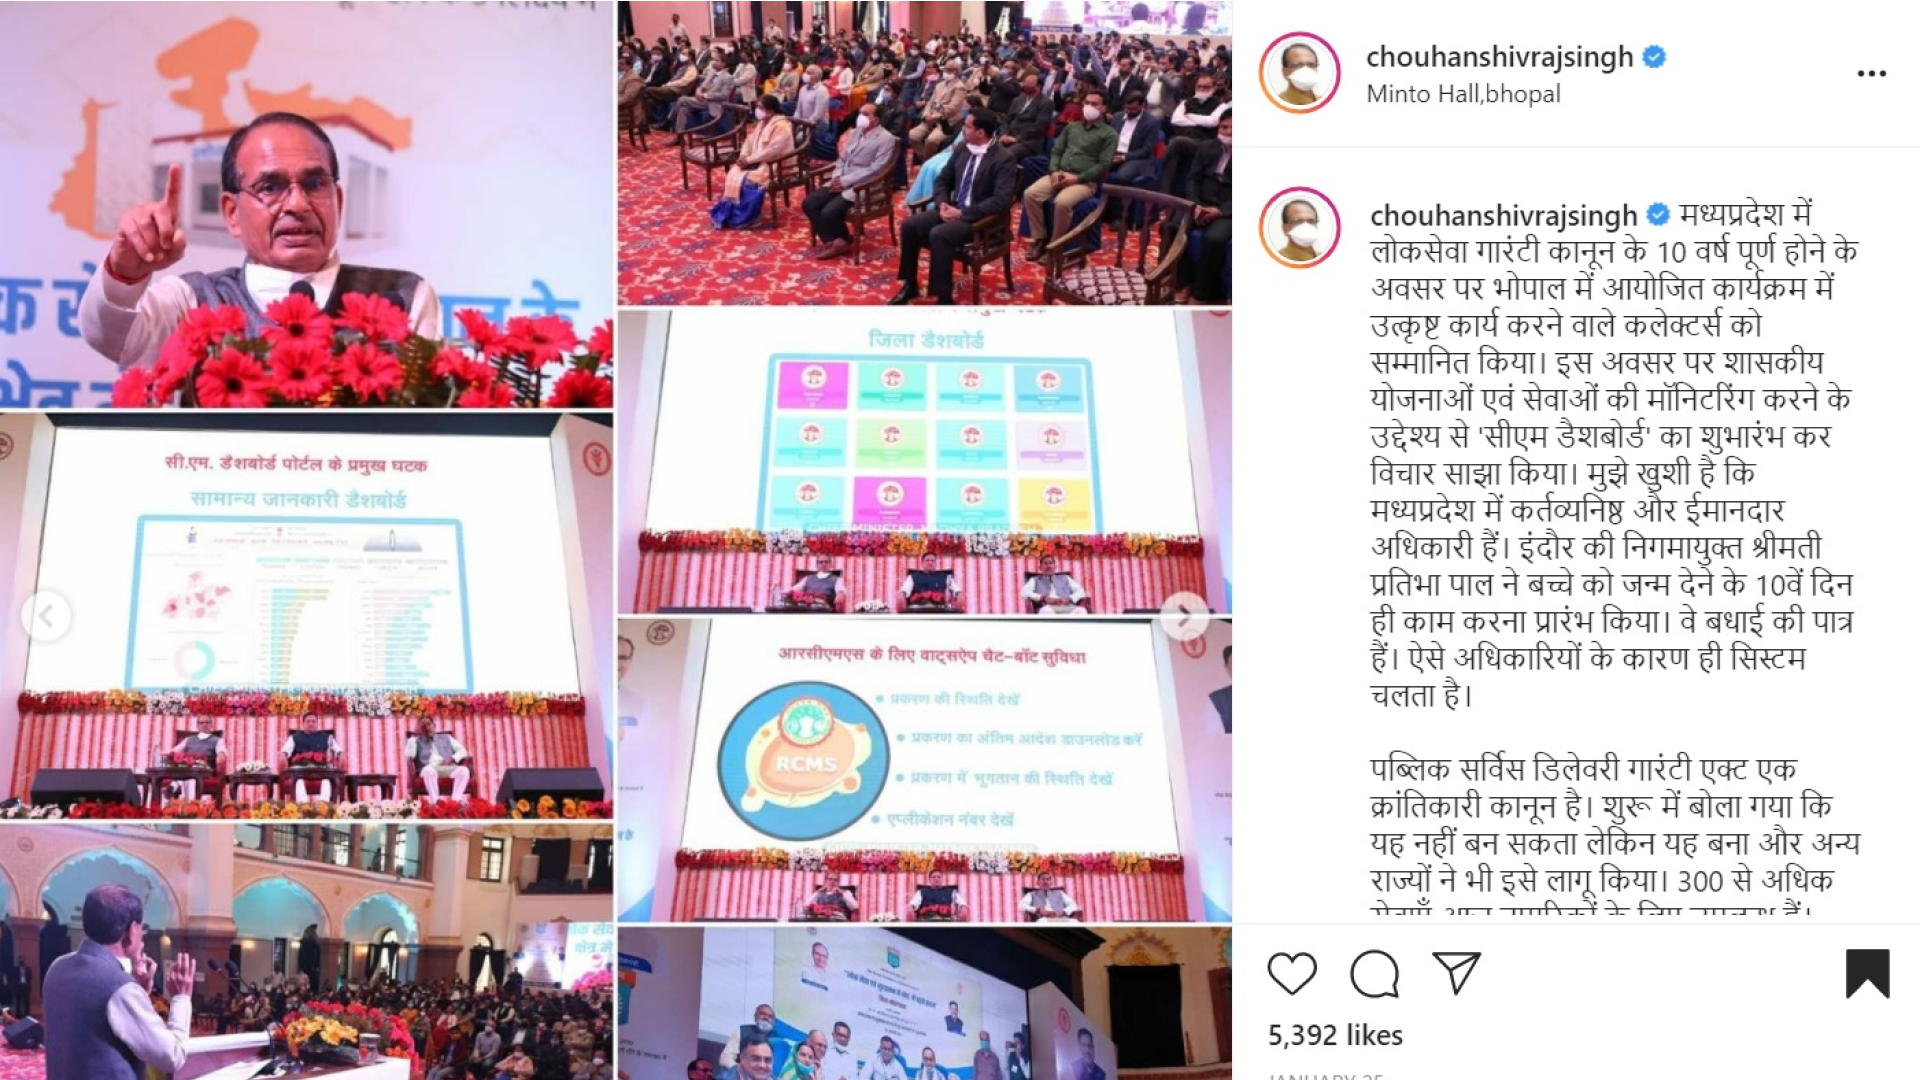 chouhanshivrajsingh
Minto Hall,bhopal
chouhanshivrajsingh मध्यप्रदेश में
लोकसेवा गारंटी कानून के 10 वर्ष पूर्ण होने के
अवसर पर भोपाल में आयोजित कार्यक्रम में
उत्कृष्ट कार्य करने वाले कलेक्टर्स को
सम्मानित किया। इस अवसर पर शासकीय
योजनाओं एवं सेवाओं की मॉनिटरिंग करने के
उद्देश्य से 'सीएम डैशबोर्ड' का शुभारंभ कर
विचार साझा किया। मुझे खुशी है कि
मध्यप्रदेश में कर्तव्यनिष्ठ और ईमानदार
अधिकारी हैं। इंदौर की निगमायुक्त श्रीमती
प्रतिभा पाल ने बच्चे को जन्म देने के 10वें दिन
ही काम करना प्रारंभ किया। वे बधाई की पात्र
हैं। ऐसे अधिकारियों के कारण ही सिस्टम
चलता है।
पब्लिक सर्विस डिलेवरी गारंटी एक्ट एक
क्रांतिकारी कानून है। शुरू में बोला गया कि
यह नहीं बन सकता लेकिन यह बना और अन्य
राज्यों ने भी इसे लागू किया। 300 से अधिक
5,392 likes
जिला डैशबोर्ड
सी.एम. डैशबोर्ड पोर्टल के प्रमुख घटक
सामान्य जानकारी डैशबोर्ड
आरसीएमएस के लिए वाट्सऐप चैट-बॉट सुविधा
RCMS
प्रकरण की स्थिति देखें
प्रकरण का अंतिम आदेश डाउनलोड करें
प्रकरण में भुगतान की स्थिति देखें
एप्लीकेशन नंबर देखें